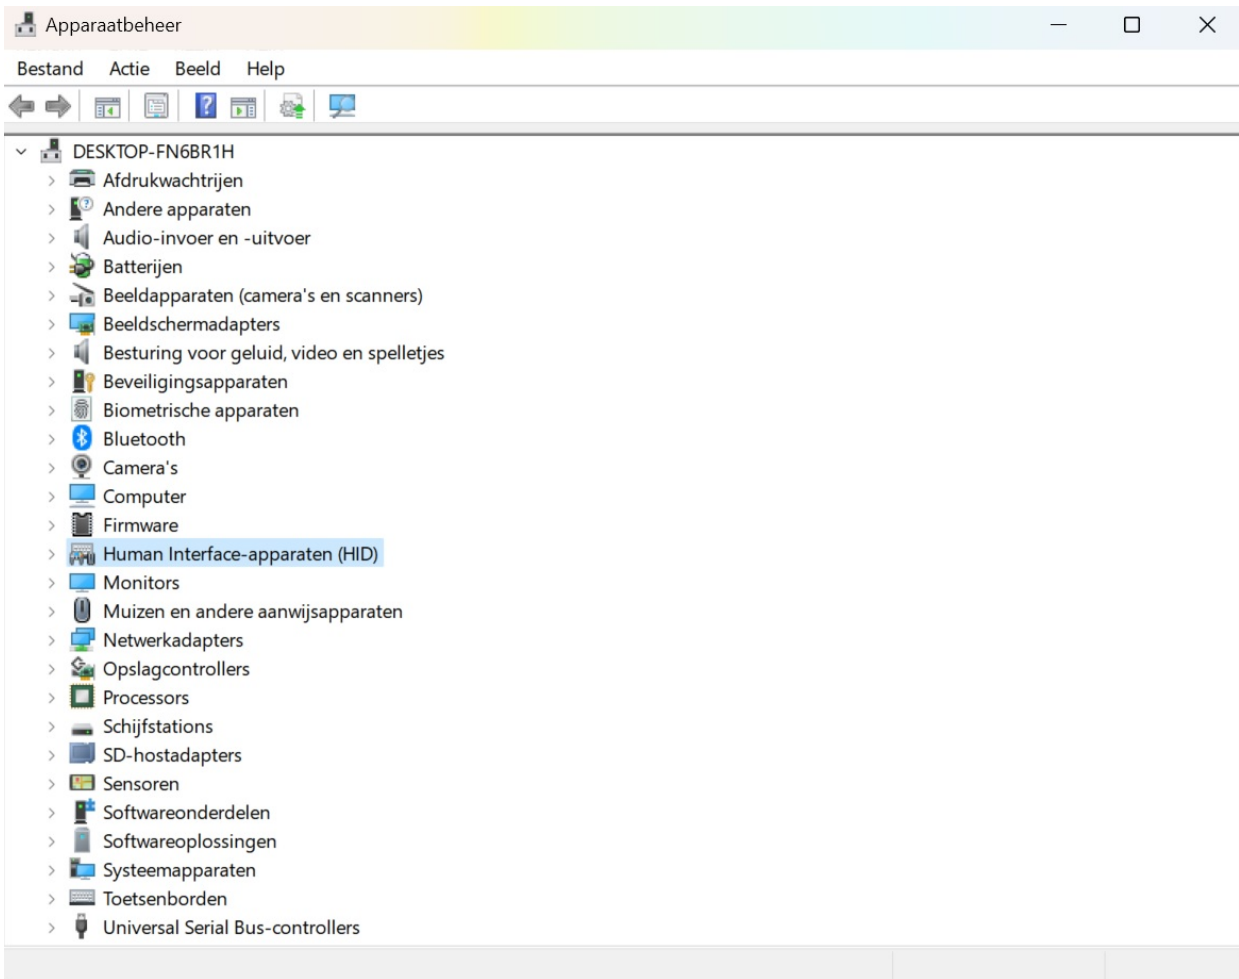 Apparaatbeheer
Bestand Actie Beeld Help
DESKTOP-FN6BR1H
Afdrukwachtrijen
Andere apparaten
Audio-invoer en -uitvoer
Batterijen
Beeldapparaten (camera's en scanners)
Beeldschermadapters
Besturing voor geluid, video en spelletjes
Beveiligingsapparaten
Biometrische apparaten
Bluetooth
Camera's
Computer
Firmware
Human Interface-apparaten (HID)
Monitors
Muizen en andere aanwijsapparaten
Netwerkadapters
Opslagcontrollers
Processors
Schijfstations
SD-hostadapters
Sensoren
Softwareonderdelen
Softwareoplossingen
Systeemapparaten
Toetsenborden
Universal Serial Bus-controllers